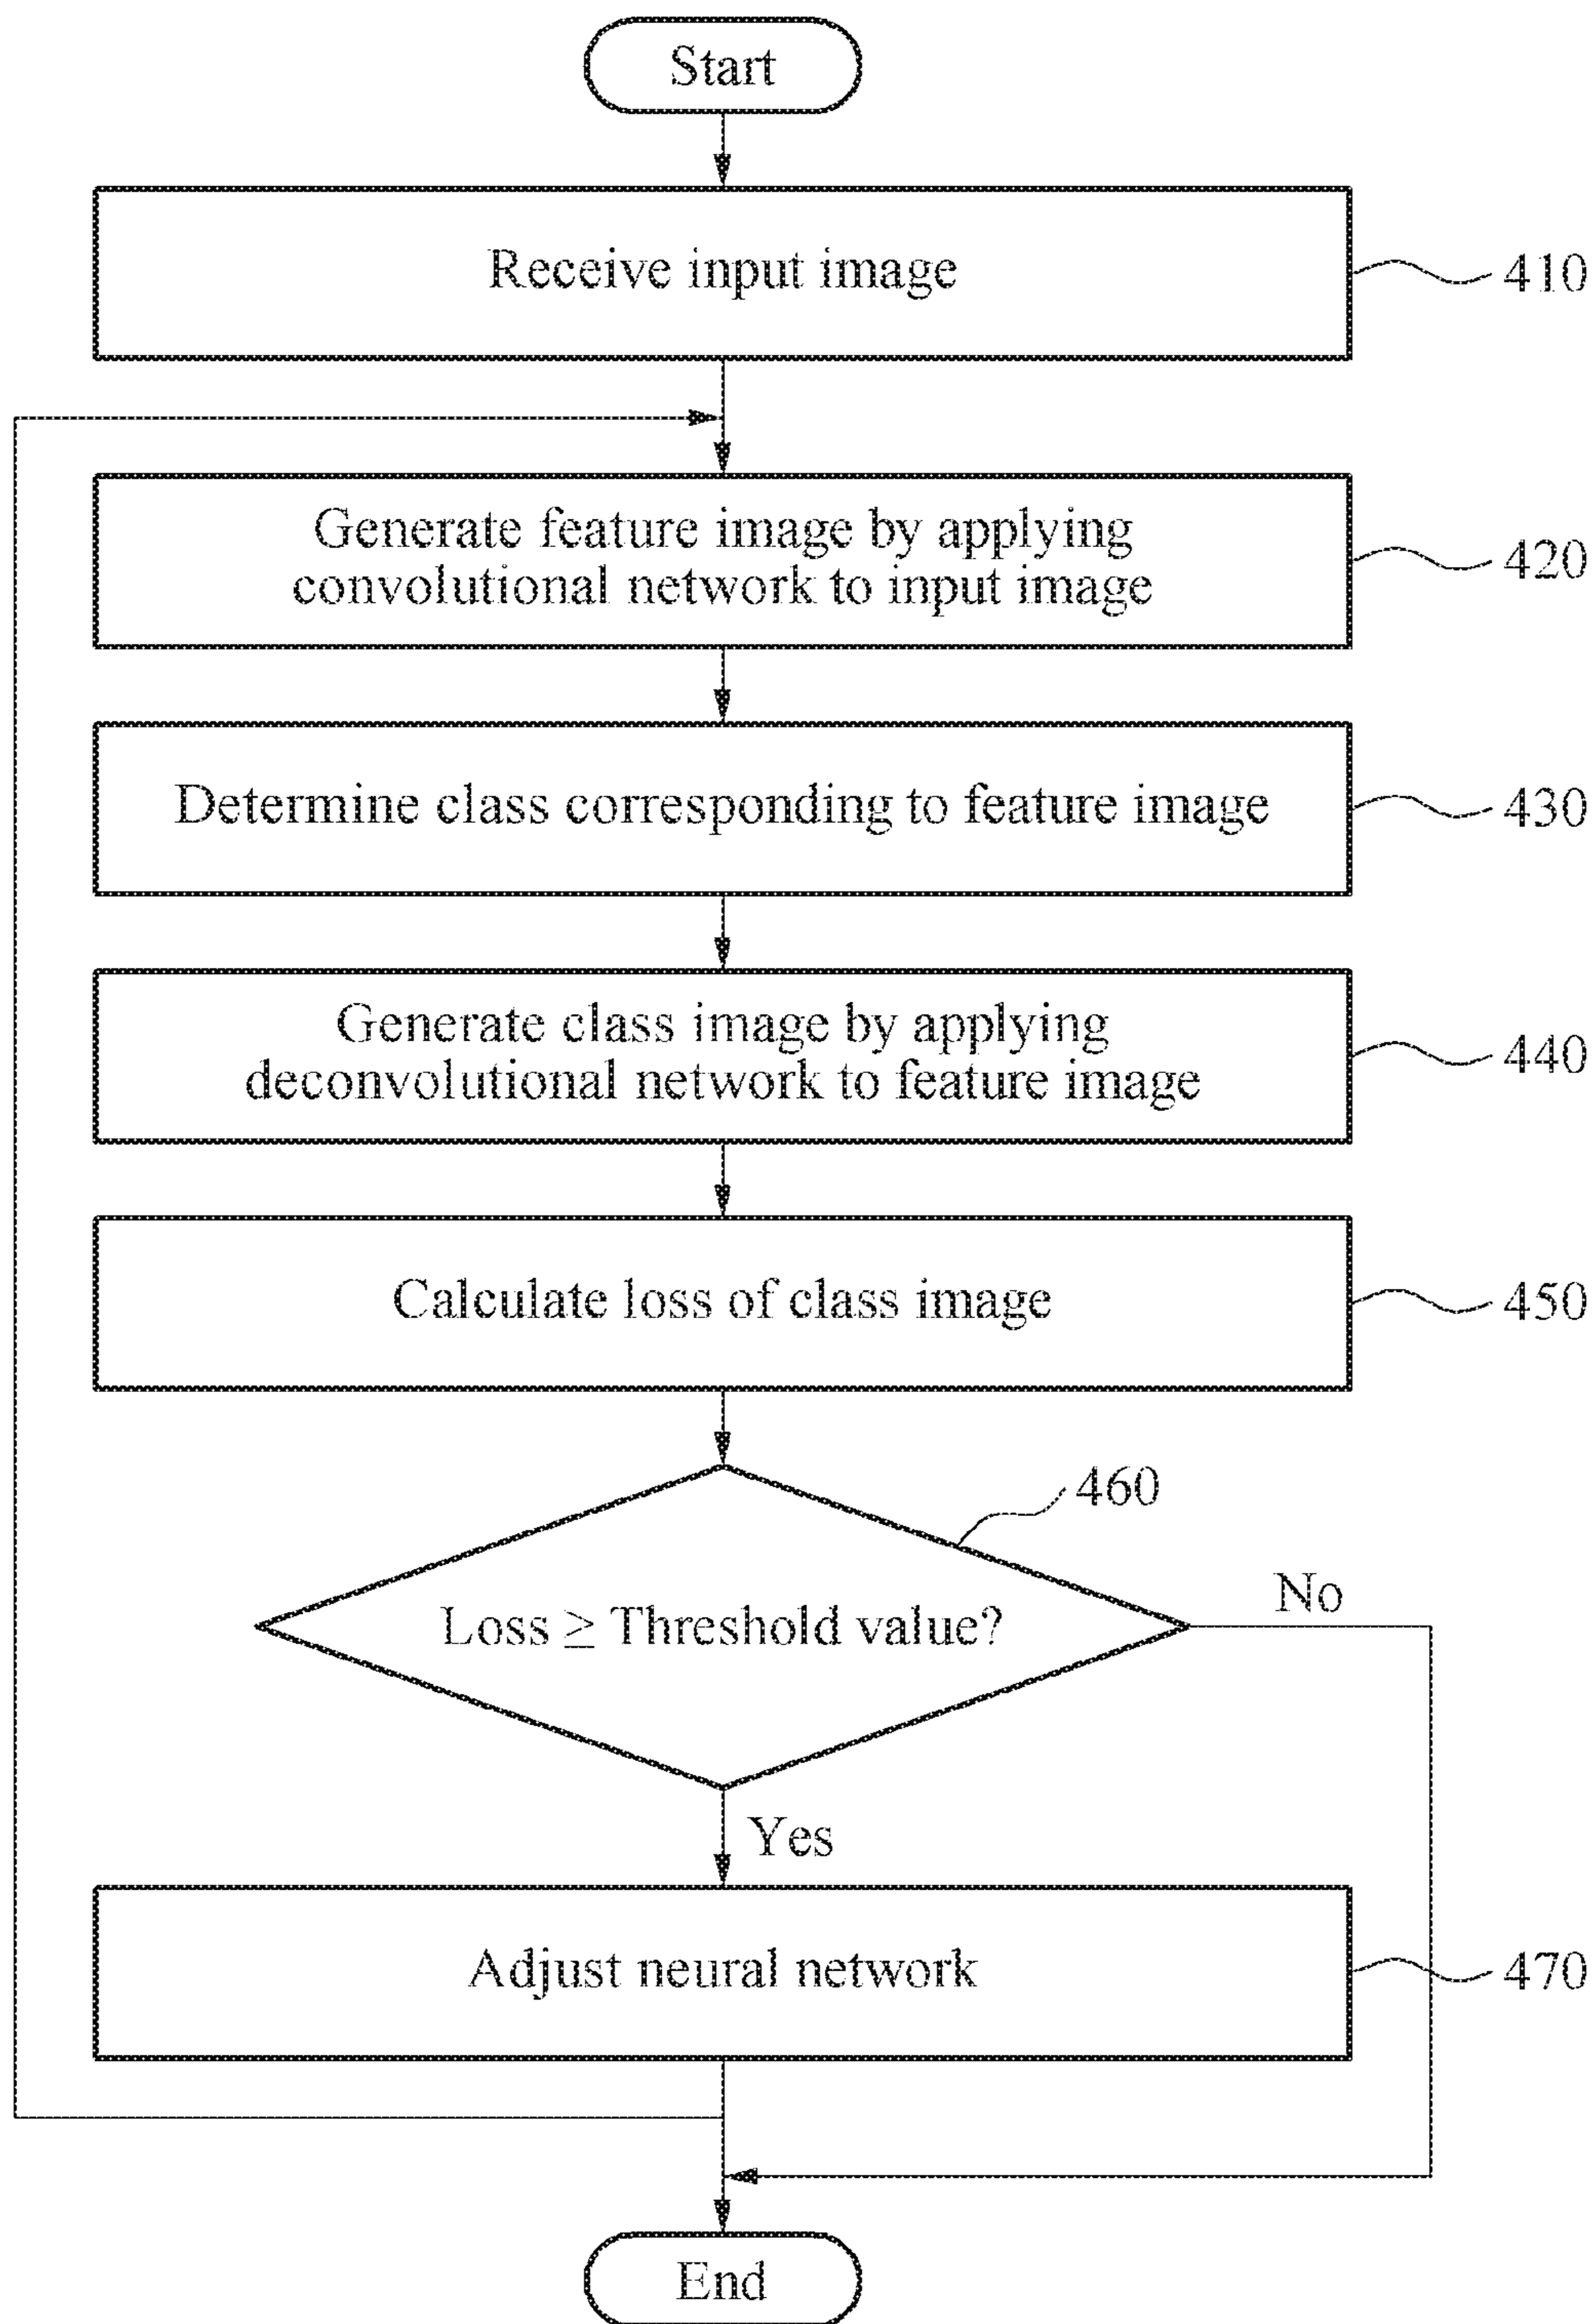 Start
Receive input image
410
Generate feature image by applying
convolutional network to input image
420
Determine class corresponding to feature image
430
Generate class image by applying
deconvolutional network to feature image
440
Calculate loss of class image
450
460
Loss ≥ Threshold value?
No
Yes
Adjust neural network
470
End